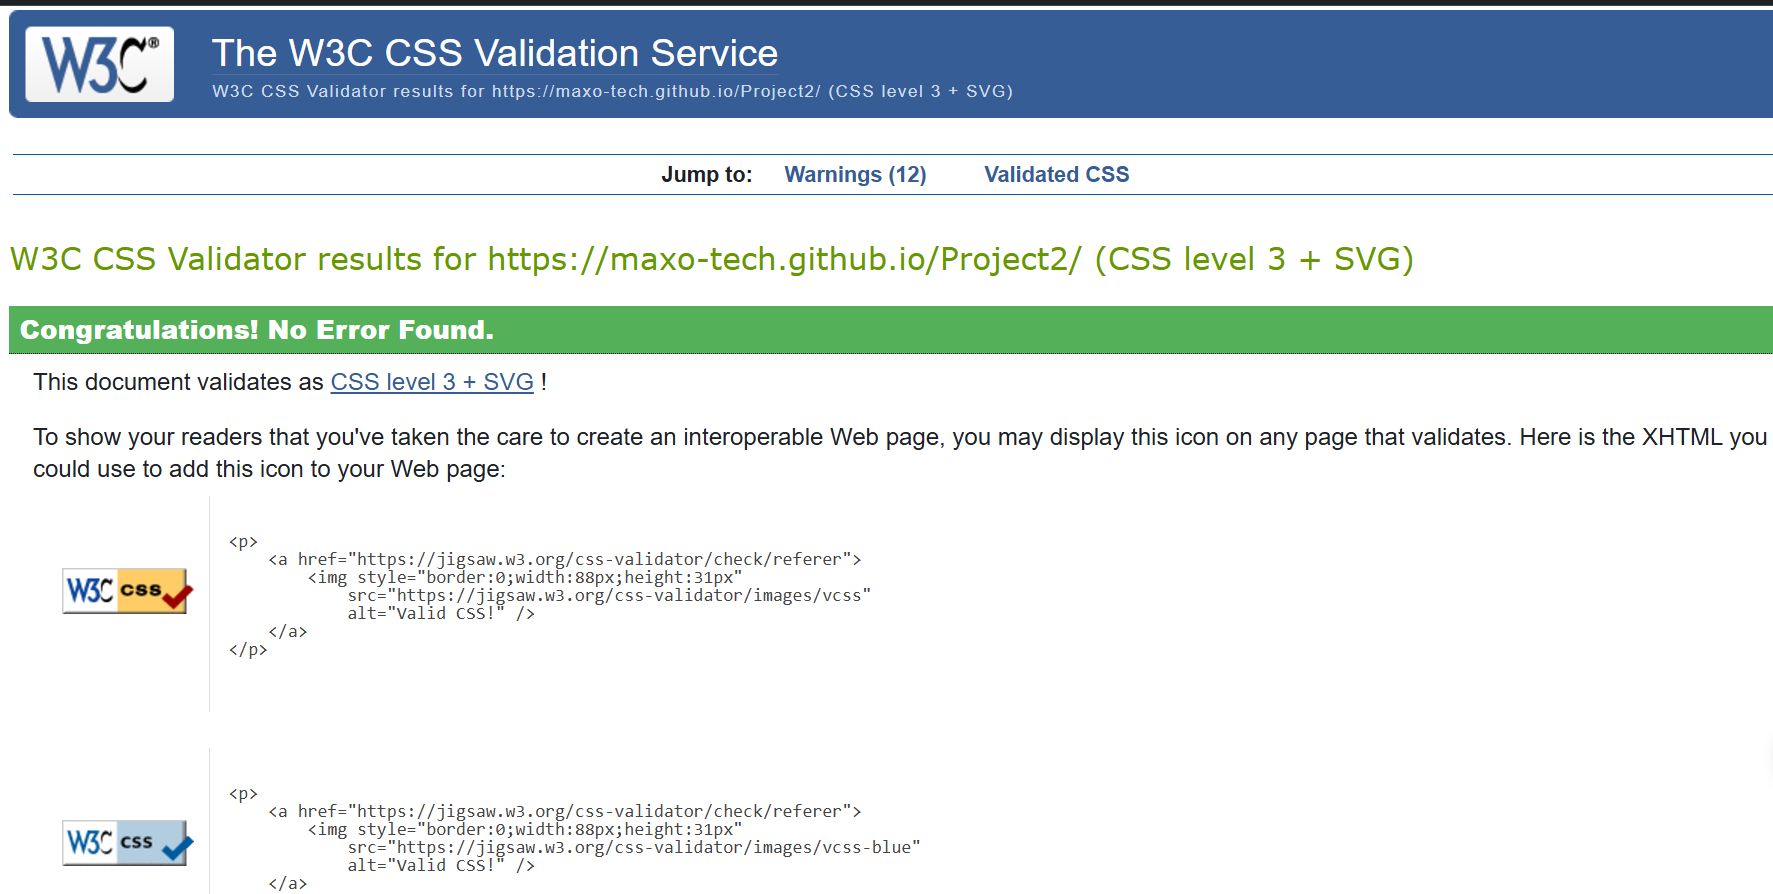 W3C®
The W3C CSS Validation Service
W3C CSS Validator results for https://maxo-tech.github.io/Project2/ (CSS level 3 + SVG)
Jump to: Warnings (12) Validated CSS
W3C CSS Validator results for https://maxo-tech.github.io/Project2/ (CSS level 3 + SVG)
Congratulations! No Error Found.
This document validates as CSS level 3 + SVG !
To show your readers that you've taken the care to create an interoperable Web page, you may display this icon on any page that validates. Here is the XHTML you
could use to add this icon to your Web page:
W3C css
<p>
    <a href="https://jigsaw.w3.org/css-validator/check/referer">
        <img style="border:0;width:88px;height:31px"
            src="https://jigsaw.w3.org/css-validator/images/vcss"
            alt="Valid CSS!" />
    </a>
</p>
W3C css
<p>
    <a href="https://jigsaw.w3.org/css-validator/check/referer">
        <img style="border:0;width:88px;height:31px"
            src="https://jigsaw.w3.org/css-validator/images/vcss-blue"
            alt="Valid CSS!" />
    </a>